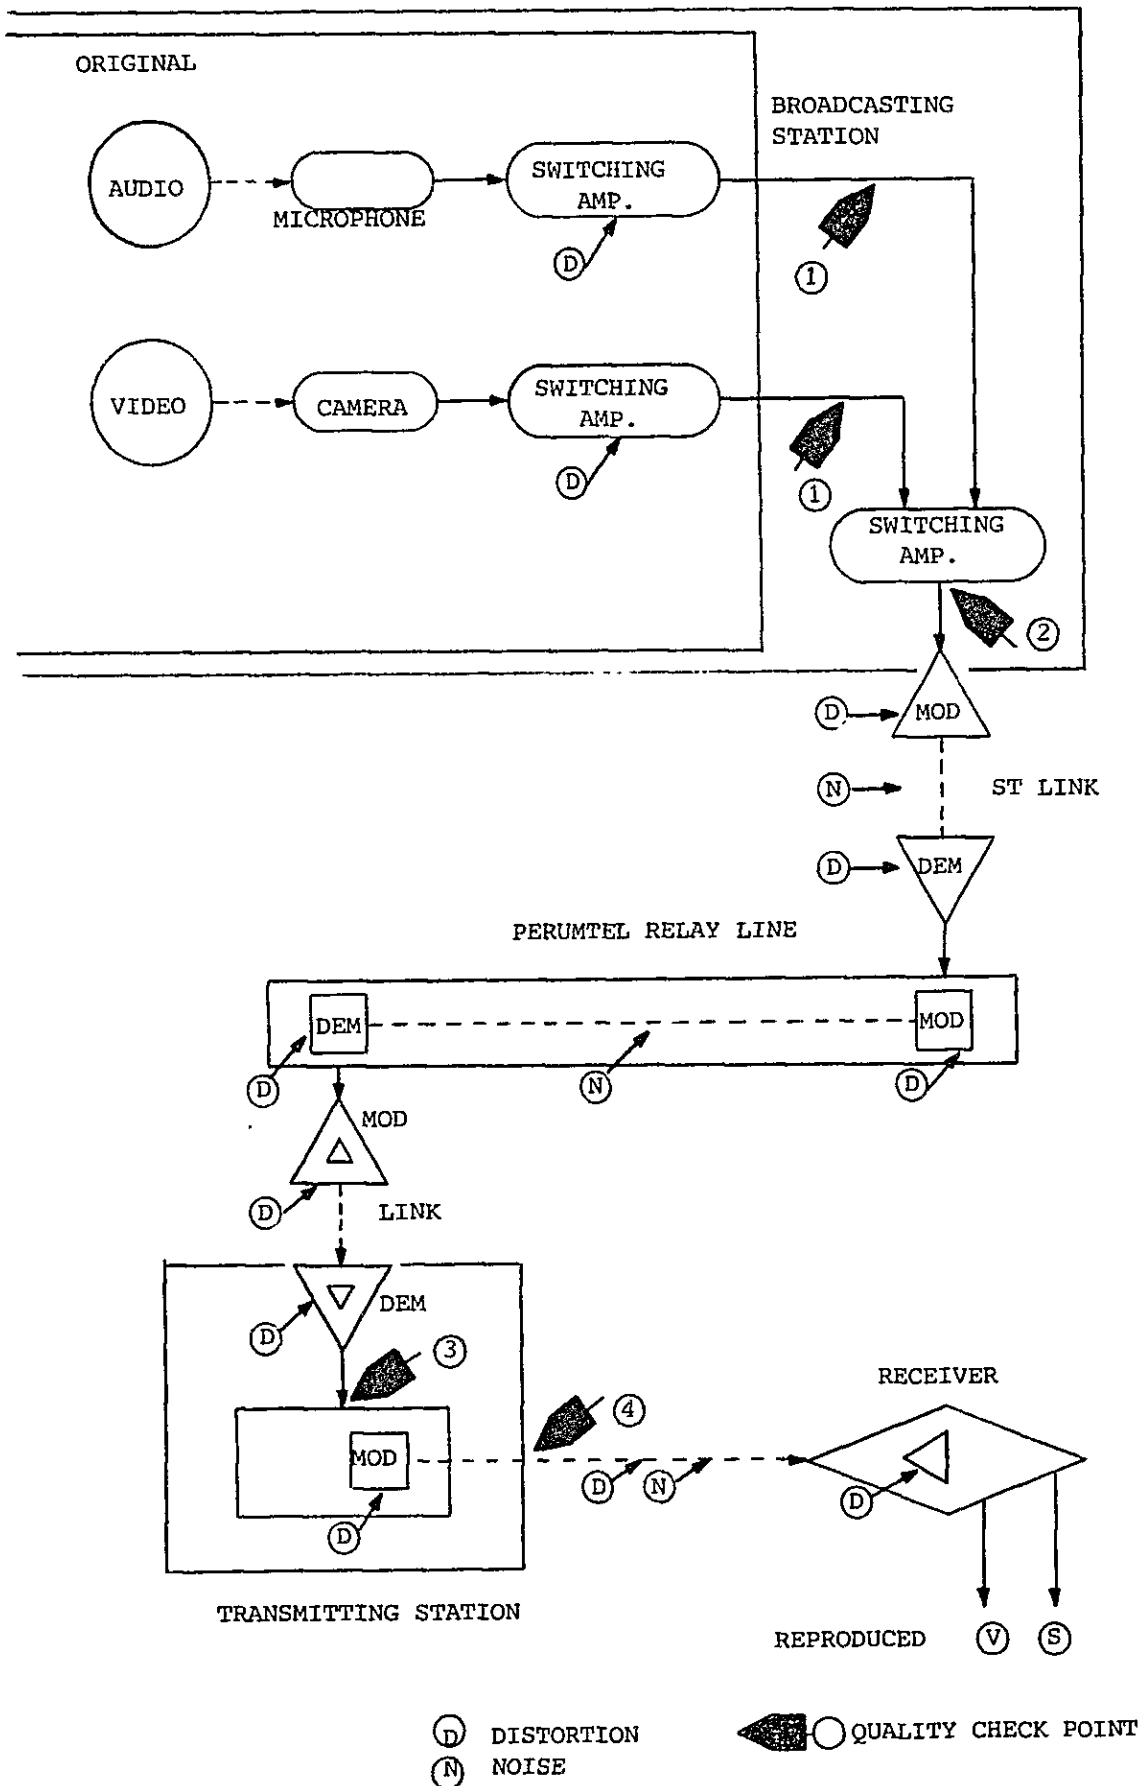 ORIGINAL
BROADCASTING
STATION
AUDIO
MICROPHONE
SWITCHING
AMP.
D
1
VIDEO
CAMERA
SWITCHING
AMP.
D
1
SWITCHING
AMP.
2
D
MOD
N
ST LINK
D
DEM
PERUMTEL RELAY LINE
DEM
MOD
D
N
D
MOD
D
LINK
DEM
D
3
4
RECEIVER
MOD
D
N
D
D
TRANSMITTING STATION
REPRODUCED V S
D DISTORTION
N NOISE
QUALITY CHECK POINT